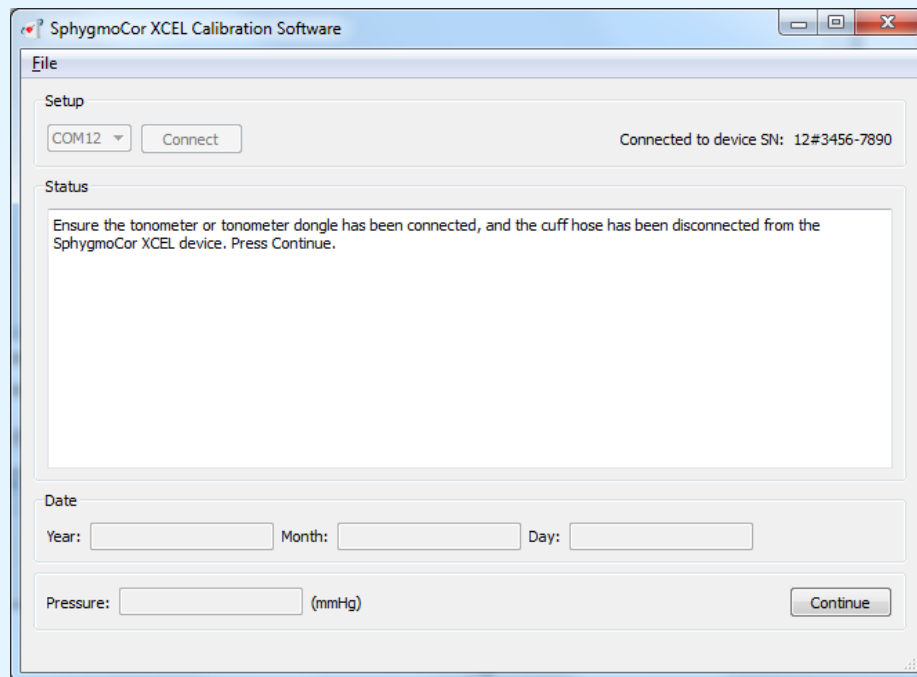 SphygmoCor XCEL Calibration Software
File
Setup
COM12 Connect Connected to device SN: 12#3456-7890
Status
Ensure the tonometer or tonometer dongle has been connected, and the cuff hose has been disconnected from the
SphygmoCor XCEL device. Press Continue.
Date
Year: Month: Day:
Pressure: (mmHg) Continue